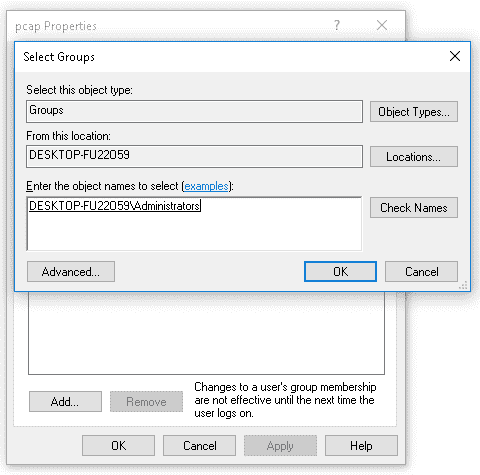 pcap Properties
?
Select Groups
Select this object type:
Groups
Object Types...
From this location:
DESKTOP-FU22O59
Locations...
Enter the object names to select (examples):
DESKTOP-FU22O59\Administrators
Check Names
Advanced...
OK
Cancel
Add...
Remove
Changes to a user's group membership
are not effective until the next time the
user logs on.
OK
Cancel
Apply
Help